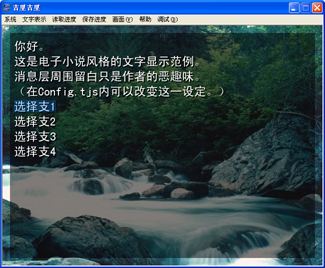 吉里吉里
系统 文字表示 读取进度 保存进度 画面(V) 帮助 调试(D)
你好。
这是电子小说风格的文字显示范例。
消息层周围留白只是作者的恶趣味。
(在Config.tjs内可以改变这一设定。)
选择支1
选择支2
选择支3
选择支4